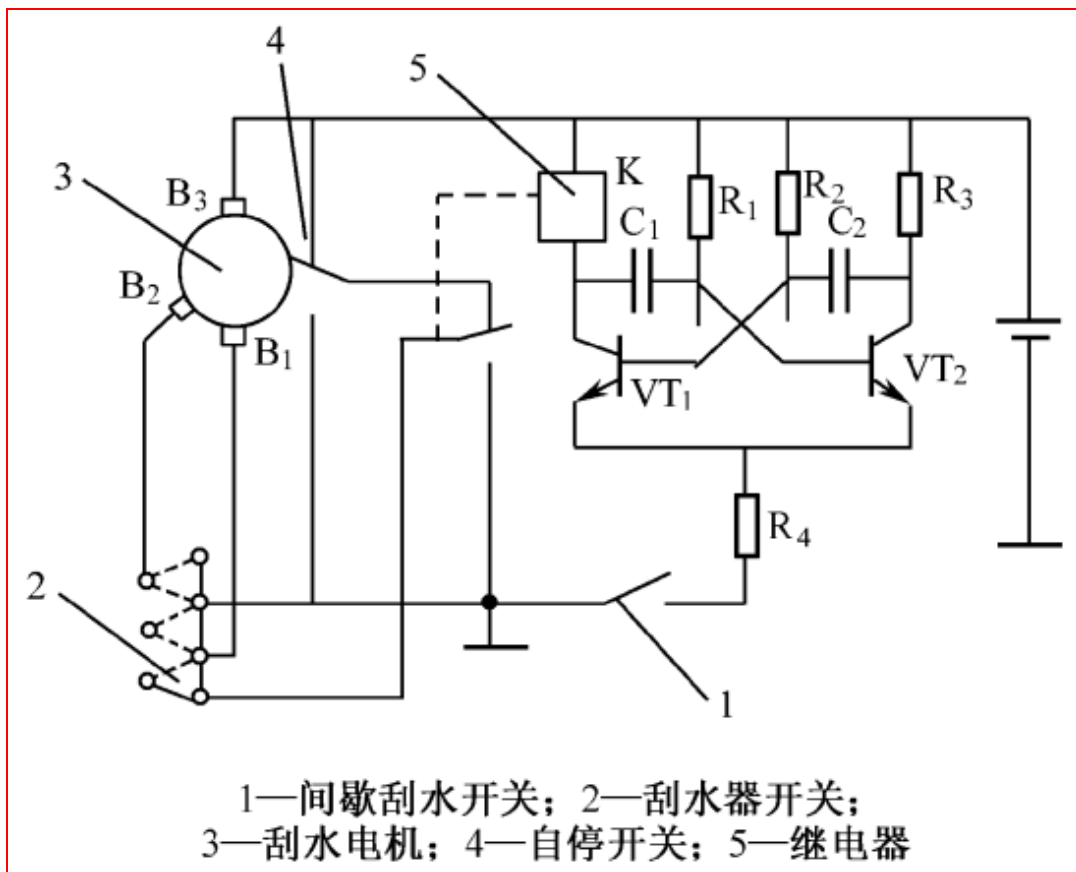 4
5
3
B₃
K
R₁
R₂
R₃
C₁
C₂
B₂
B₁
VT₁
VT₂
R₄
2
1
1—间歇刮水开关；2—刮水器开关；
3—刮水电机；4—自停开关；5—继电器